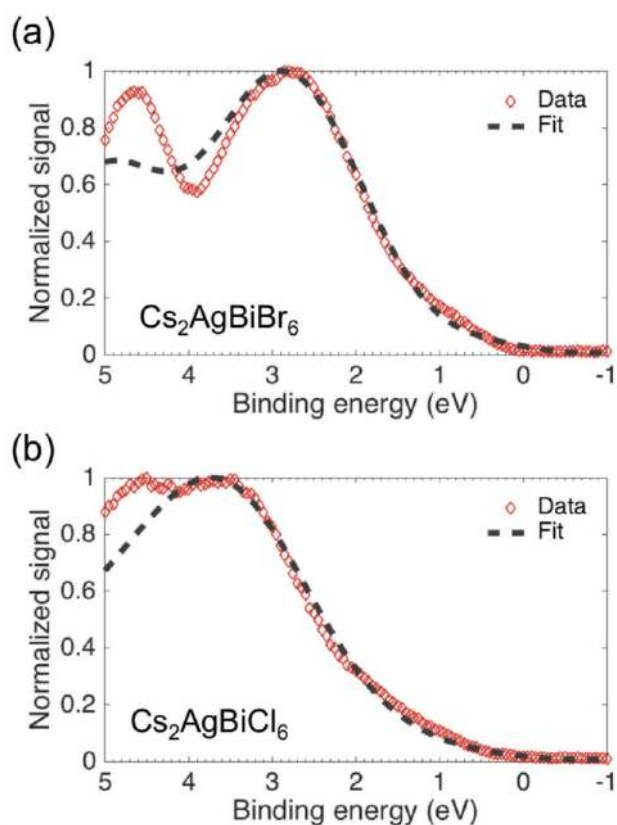 (a)
1
0.8
0.6
0.4
0.2
0
Normalized signal
Data
Fit
Cs₂AgBiBr₆
5 4 3 2 1 0 -1
Binding energy (eV)
(b)
1
0.8
0.6
0.4
0.2
0
Normalized signal
Data
Fit
Cs₂AgBiCl₆
5 4 3 2 1 0 -1
Binding energy (eV)